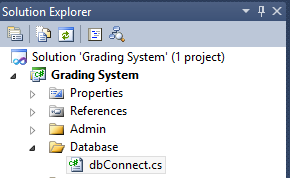 Solution Explorer
Solution 'Grading System' (1 project)
Grading System
Properties
References
Admin
Database
dbConnect.cs